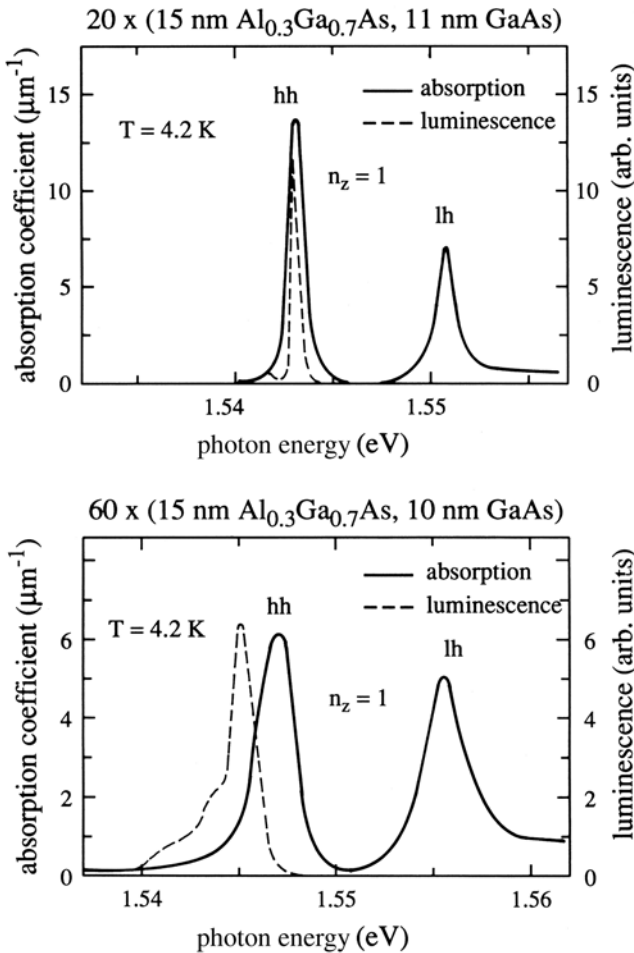 20 x (15 nm Al0.3Ga0.7As, 11 nm GaAs)
absorption coefficient (μm-1)
luminescence (arb. units)
15
10
5
0
15
10
5
0
T = 4.2 K
hh
nz = 1
lh
absorption
luminescence
1.54
1.55
photon energy (eV)
60 x (15 nm Al0.3Ga0.7As, 10 nm GaAs)
absorption coefficient (μm-1)
luminescence (arb. units)
6
4
2
0
6
4
2
0
T = 4.2 K
hh
nz = 1
lh
absorption
luminescence
1.54
1.55
1.56
photon energy (eV)